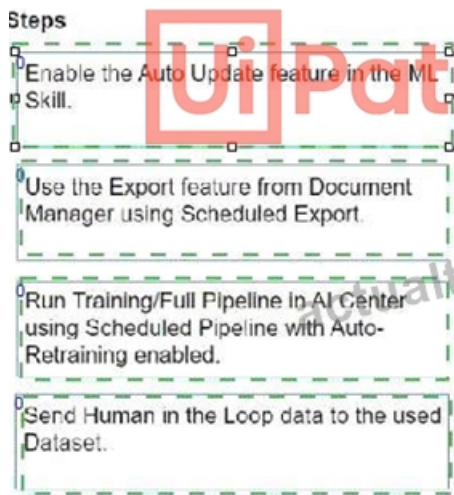 Steps
UiPat
Enable the Auto Update feature in the ML
Skill.
Use the Export feature from Document
Manager using Scheduled Export.
actualt
Run Training/Full Pipeline in AI Center
using Scheduled Pipeline with Auto-
Retraining enabled.
Send Human in the Loop data to the used
Dataset.